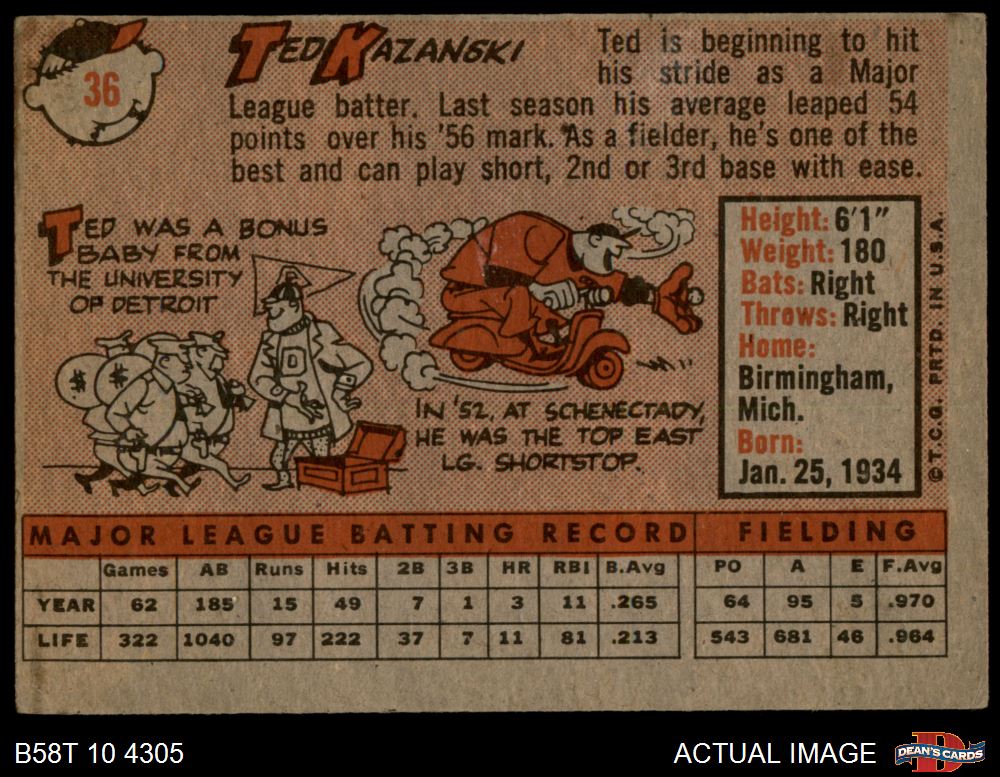 36
TED KAZANSKI
Ted is beginning to hit
his stride as a Major
League batter. Last season his average leaped 54
points over his '56 mark. As a fielder, he's one of the
best and can play short, 2nd or 3rd base with ease.
TED WAS A BONUS
BABY FROM
THE UNIVERSITY
OF DETROIT
$ $
D
IN '52, AT SCHENECTADY,
HE WAS THE TOP EAST
LG. SHORTSTOP.
Height: 6'1"
Weight: 180
Bats: Right
Throws: Right
Home:
Birmingham,
Mich.
Born:
Jan. 25, 1934
©T.C.G. PRTD. IN U.S.A.
MAJOR LEAGUE BATTING RECORD FIELDING
Games AB Runs Hits 2B 3B HR RBI B.Avg PO A E F.Avg
YEAR 62 185 15 49 7 1 3 11 .265 64 95 5 .970
LIFE 322 1040 97 222 37 7 11 81 .213 543 681 46 .964
B58T 10 4305 ACTUAL IMAGE D DEAN'S CARDS